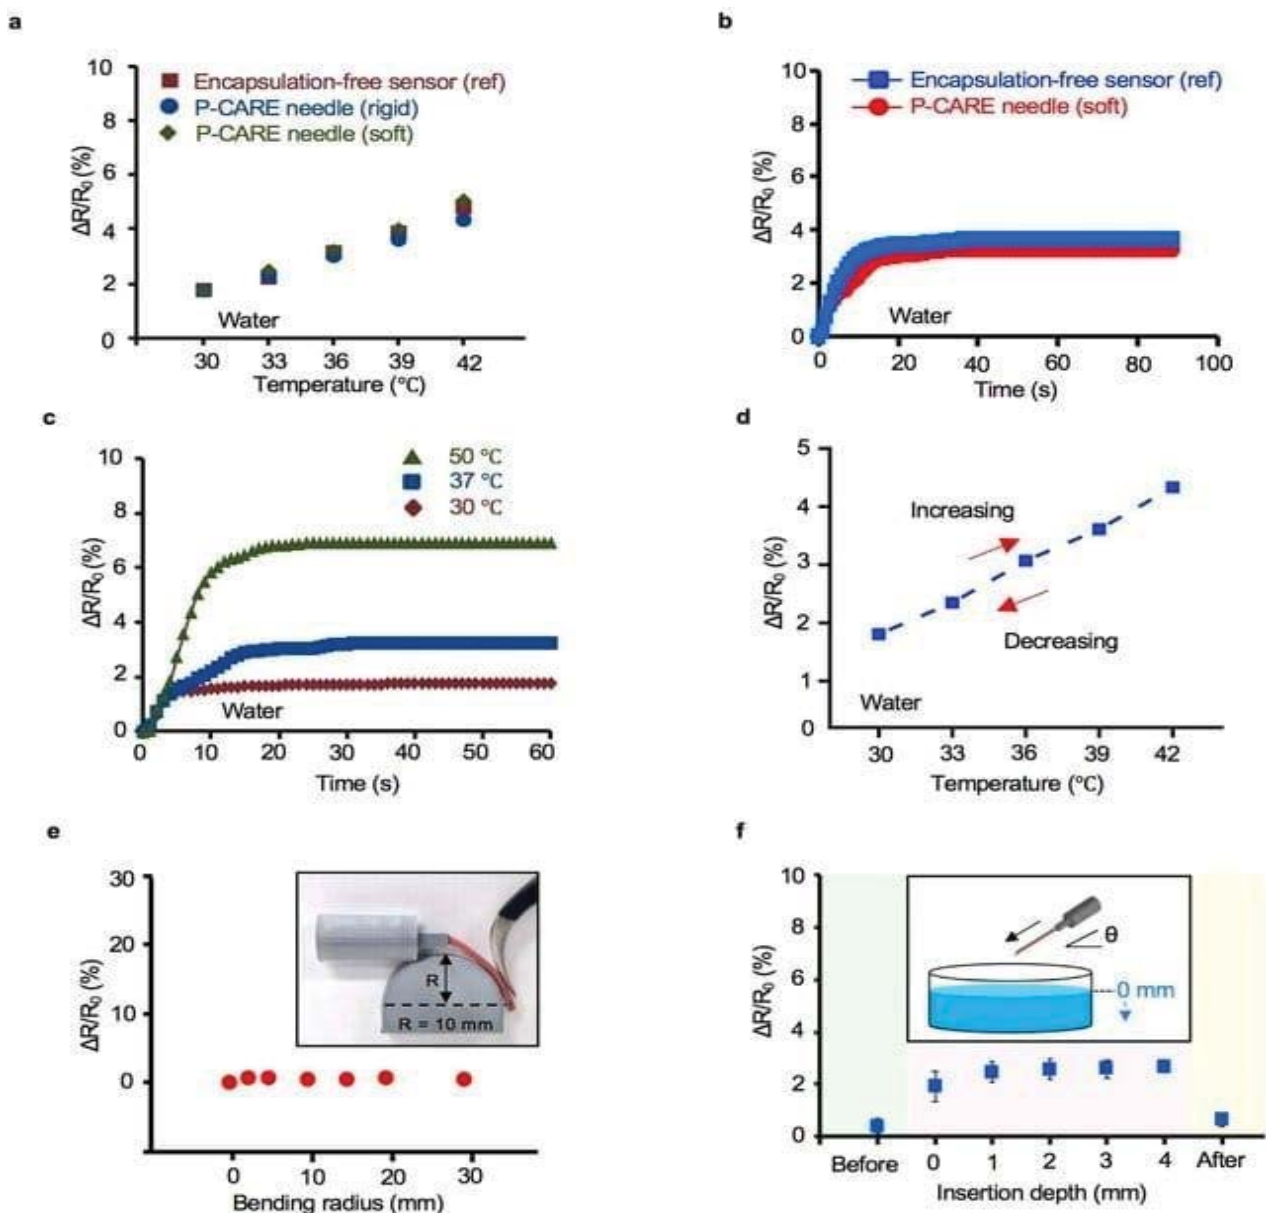 a
10
8
6
4
2
0
ΔR/R₀ (%)
Encapsulation-free sensor (ref)
P-CARE needle (rigid)
P-CARE needle (soft)
Water
30 33 36 39 42
Temperature (°C)
b
10
8
6
4
2
0
ΔR/R₀ (%)
Encapsulation-free sensor (ref)
P-CARE needle (soft)
Water
0 20 40 60 80 100
Time (s)
c
10
8
6
4
2
0
ΔR/R₀ (%)
50 °C
37 °C
30 °C
Water
0 10 20 30 40 50 60
Time (s)
d
5
4
3
2
1
0
ΔR/R₀ (%)
Increasing
Decreasing
Water
30 33 36 39 42
Temperature (°C)
e
30
20
10
0
ΔR/R₀ (%)
R
R = 10 mm
0 10 20 30
Bending radius (mm)
f
10
8
6
4
2
0
ΔR/R₀ (%)
θ
0 mm
Before 0 1 2 3 4 After
Insertion depth (mm)